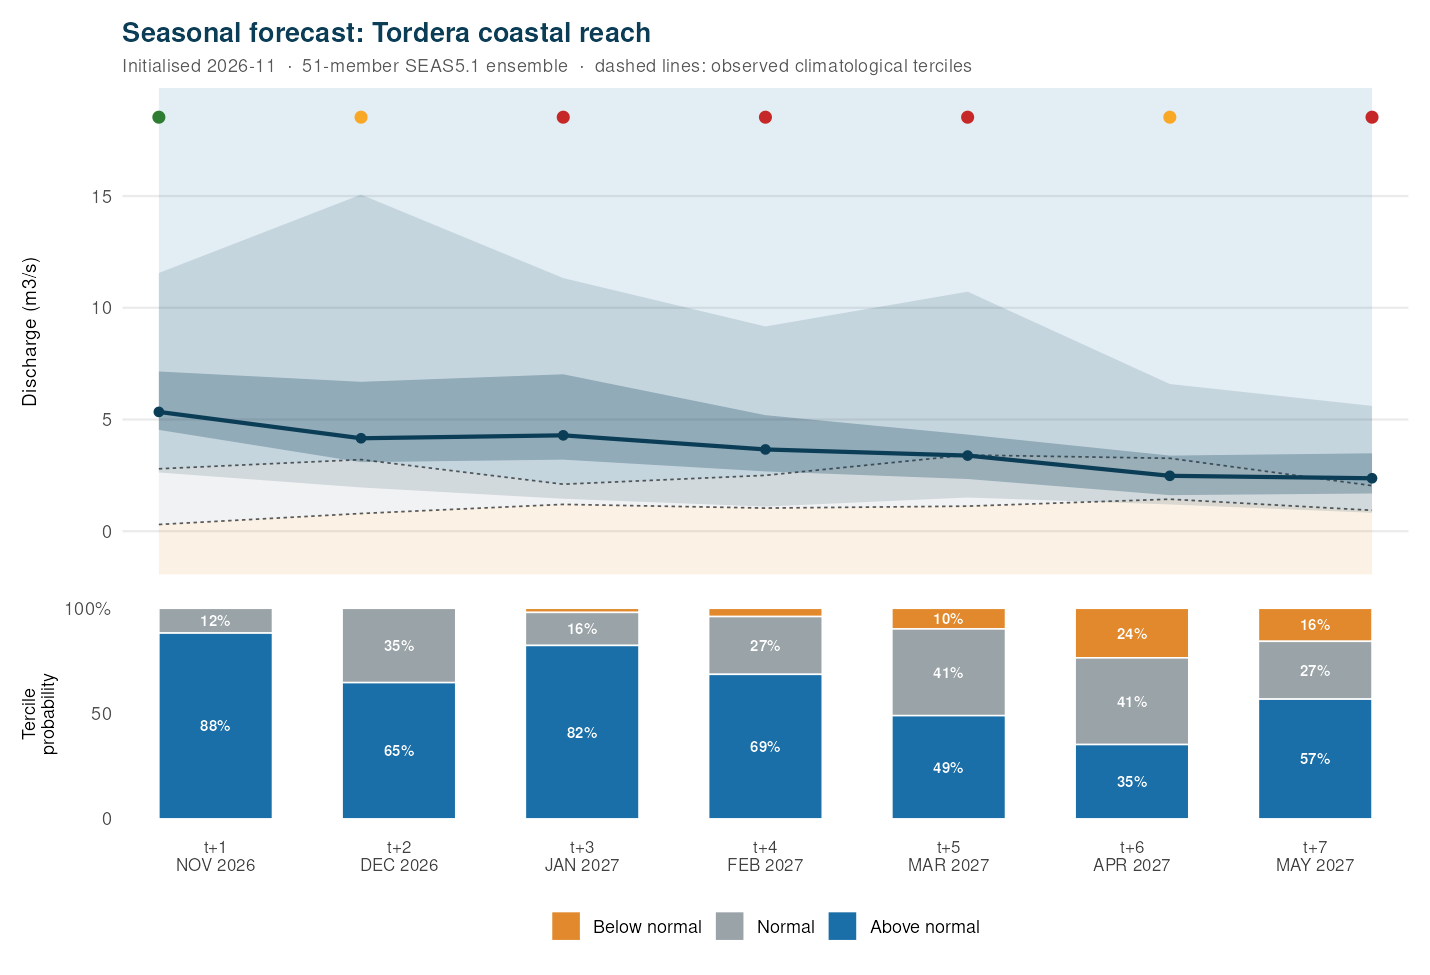 Seasonal forecast: Tordera coastal reach
Initialised 2026-11 · 51-member SEAS5.1 ensemble · dashed lines: observed climatological terciles
Discharge (m3/s)
15
10
5
0
Tercile
probability
100%
50
0
12%
88%
35%
65%
16%
82%
27%
69%
10%
41%
49%
24%
41%
35%
16%
27%
57%
t+1
NOV 2026
t+2
DEC 2026
t+3
JAN 2027
t+4
FEB 2027
t+5
MAR 2027
t+6
APR 2027
t+7
MAY 2027
Below normal
Normal
Above normal